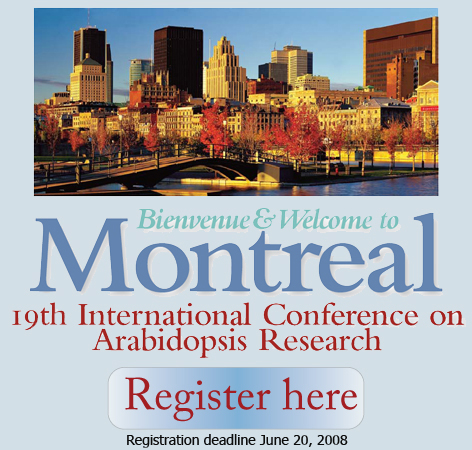 Bienvenue & Welcome to
Montreal
19th International Conference on
Arabidopsis Research
Register here
Registration deadline June 20, 2008